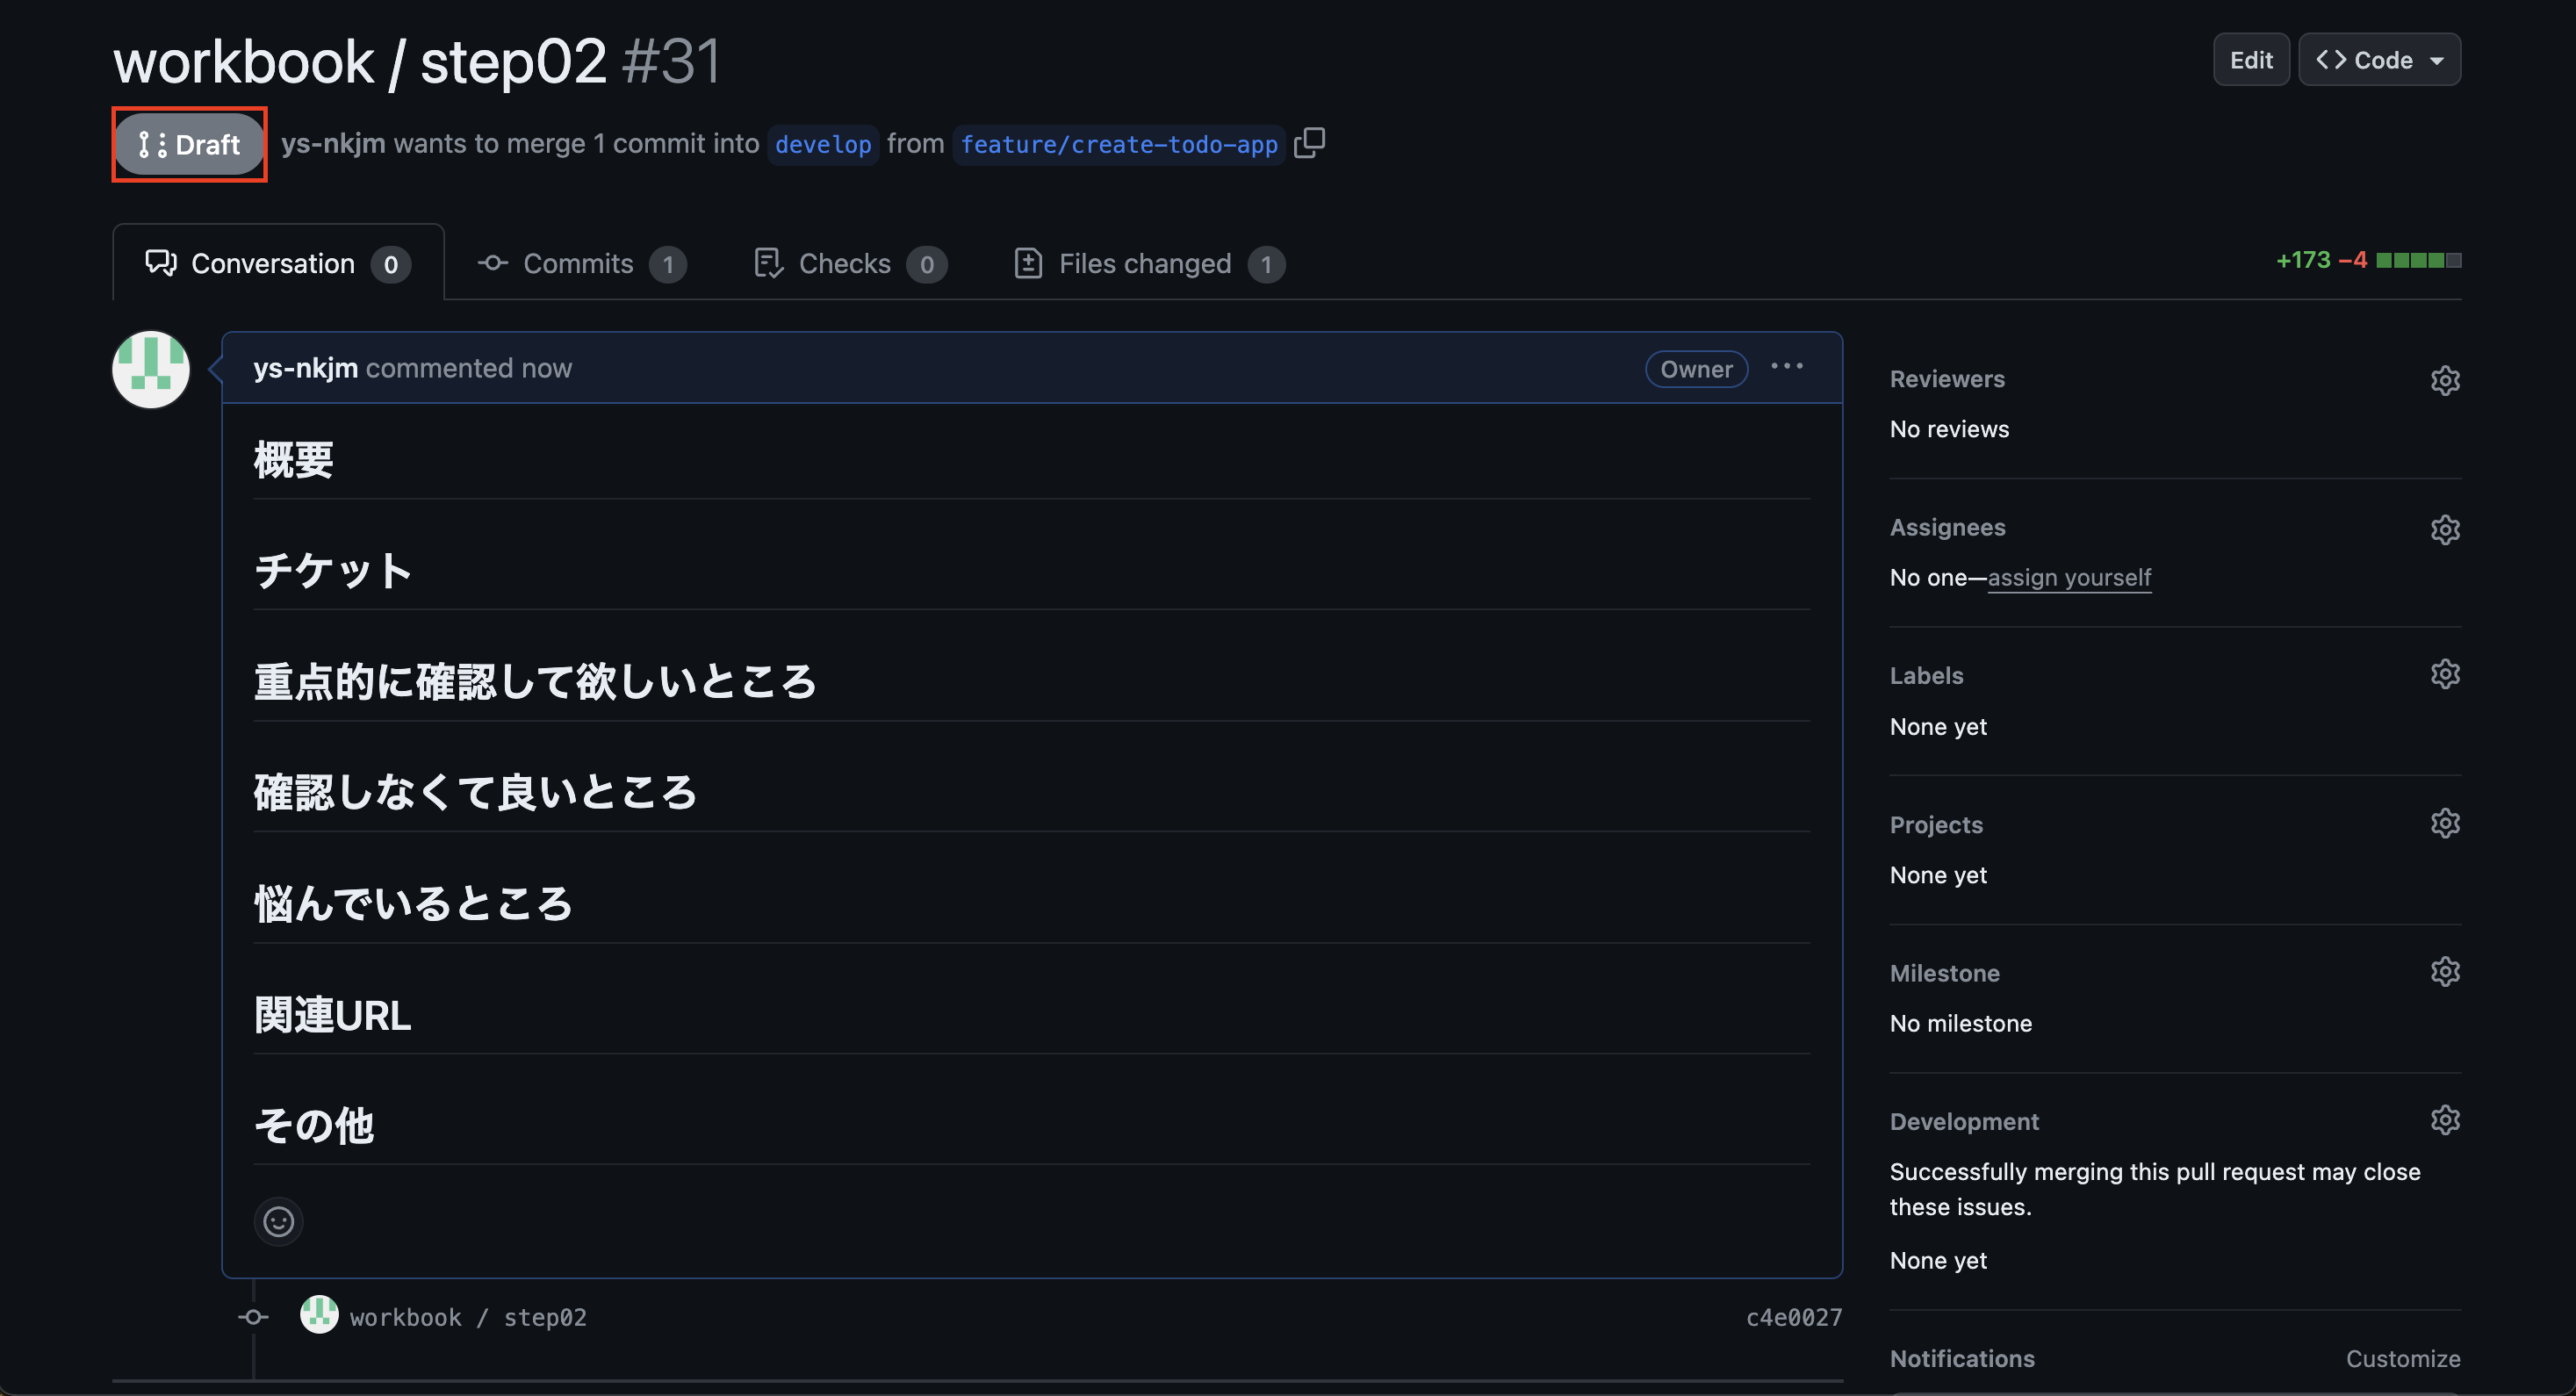 workbook / step02 #31
Edit
Code
Draft
ys-nkjm wants to merge 1 commit into develop from feature/create-todo-app
Conversation 0
Commits 1
Checks 0
Files changed 1
+173 −4
ys-nkjm commented now
Owner
概要
チケット
重点的に確認して欲しいところ
確認しなくて良いところ
悩んでいるところ
関連URL
その他
workbook / step02
c4e0027
Reviewers
No reviews
Assignees
No one—assign yourself
Labels
None yet
Projects
None yet
Milestone
No milestone
Development
Successfully merging this pull request may close
these issues.
None yet
Notifications
Customize